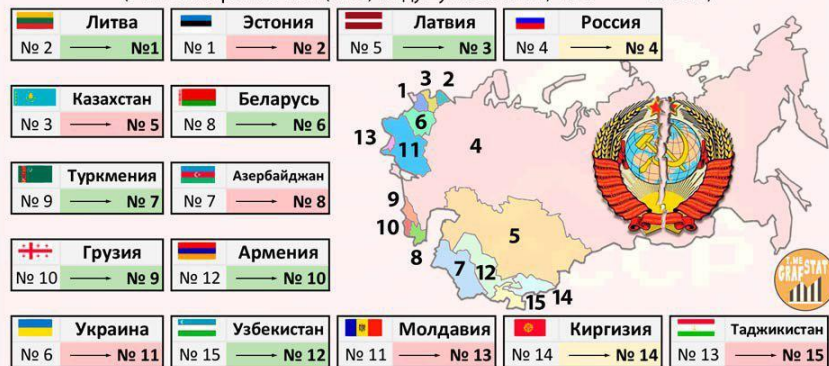 Литва
№ 2 → №1
Эстония
№ 1 → № 2
Латвия
№ 5 → № 3
Россия
№ 4 → № 4
Казахстан
№ 3 → № 5
Беларусь
№ 8 → № 6
Туркмения
№ 9 → № 7
Азербайджан
№ 7 → № 8
Грузия
№ 10 → № 9
Армения
№ 12 → № 10
1
3
2
6
13
11
4
9
10
8
5
7
12
15
14
T.ME
GRAFSTAT
Украина
№ 6 → № 11
Узбекистан
№ 15 → № 12
Молдавия
№ 11 → № 13
Киргизия
№ 14 → № 14
Таджикистан
№ 13 → № 15